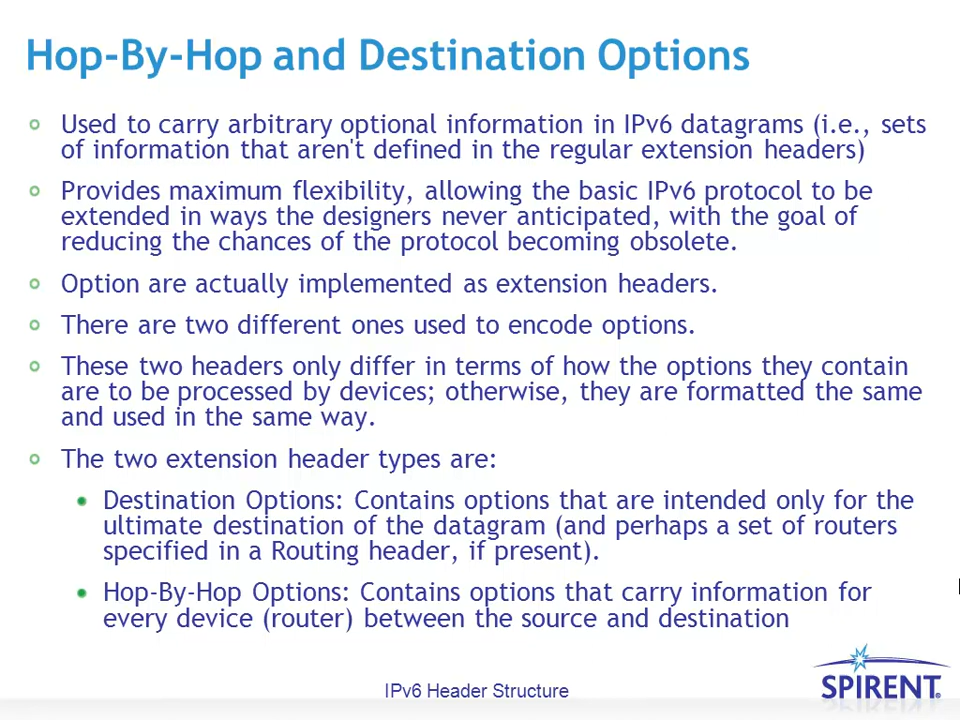 Hop-By-Hop and Destination Options
Used to carry arbitrary optional information in IPv6 datagrams (i.e., sets
of information that aren't defined in the regular extension headers)
Provides maximum flexibility, allowing the basic IPv6 protocol to be
extended in ways the designers never anticipated, with the goal of
reducing the chances of the protocol becoming obsolete.
Option are actually implemented as extension headers.
There are two different ones used to encode options.
These two headers only differ in terms of how the options they contain
are to be processed by devices; otherwise, they are formatted the same
and used in the same way.
The two extension header types are:
Destination Options: Contains options that are intended only for the
ultimate destination of the datagram (and perhaps a set of routers
specified in a Routing header, if present).
Hop-By-Hop Options: Contains options that carry information for
every device (router) between the source and destination
IPv6 Header Structure
SPIRENT®